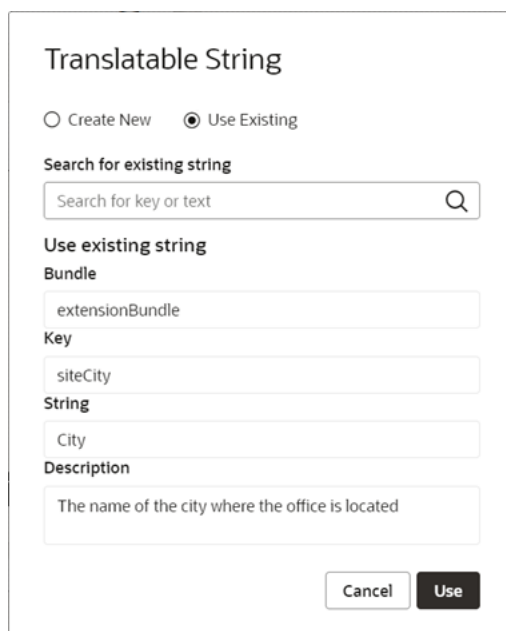 Translatable String
Create New Use Existing
Search for existing string
Search for key or text
Use existing string
Bundle
extensionBundle
Key
siteCity
String
City
Description
The name of the city where the office is located
Cancel Use